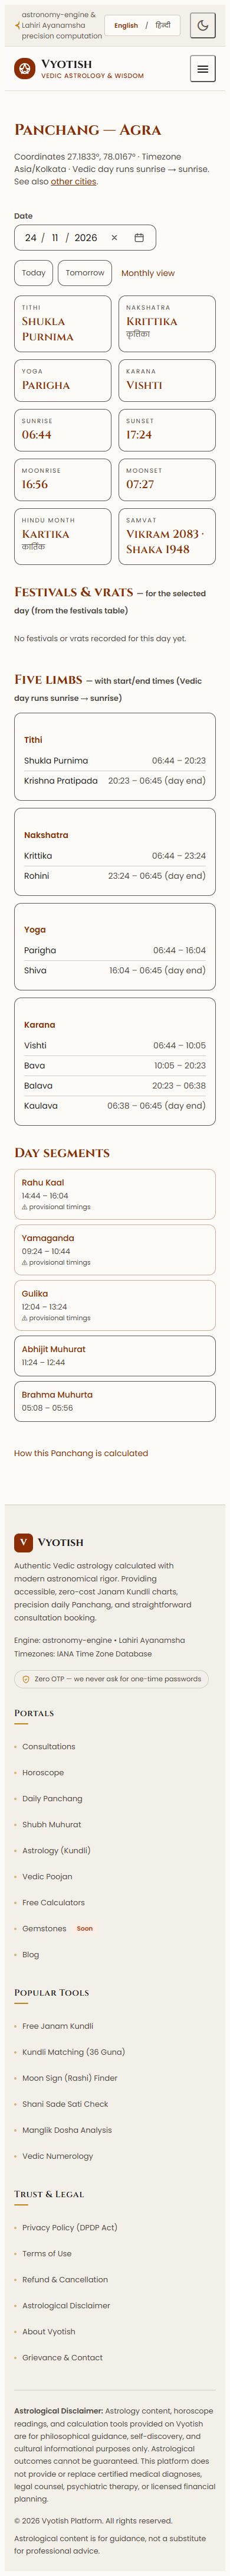 astronomy-engine &
Lahiri Ayanamsha
precision computation
English / हिन्दी
Vyotish
VEDIC ASTROLOGY & WISDOM
Panchang — Agra
Coordinates 27.1833°, 78.0167° · Timezone
Asia/Kolkata · Vedic day runs sunrise → sunrise.
See also other cities.
Date
24 / 11 / 2026 ×
Today Tomorrow Monthly view
TITHI
Shukla
Purnima
NAKSHATRA
Krittika
कृत्तिका
YOGA
Parigha
KARANA
Vishti
SUNRISE
06:44
SUNSET
17:24
MOONRISE
16:56
MOONSET
07:27
HINDU MONTH
Kartika
कार्तिक
SAMVAT
Vikram 2083 ·
Shaka 1948
Festivals & vrats — for the selected
day (from the festivals table)
No festivals or vrats recorded for this day yet.
Five limbs — with start/end times (Vedic
day runs sunrise → sunrise)
Tithi
Shukla Purnima 06:44 – 20:23
Krishna Pratipada 20:23 – 06:45 (day end)
Nakshatra
Krittika 06:44 – 23:24
Rohini 23:24 – 06:45 (day end)
Yoga
Parigha 06:44 – 16:04
Shiva 16:04 – 06:45 (day end)
Karana
Vishti 06:44 – 10:05
Bava 10:05 – 20:23
Balava 20:23 – 06:38
Kaulava 06:38 – 06:45 (day end)
Day segments
Rahu Kaal
14:44 – 16:04
⚠ provisional timings
Yamaganda
09:24 – 10:44
⚠ provisional timings
Gulika
12:04 – 13:24
⚠ provisional timings
Abhijit Muhurat
11:24 – 12:44
Brahma Muhurta
05:08 – 05:56
How this Panchang is calculated
V Vyotish
Authentic Vedic astrology calculated with
modern astronomical rigor. Providing
accessible, zero-cost Janam Kundli charts,
precision daily Panchang, and straightforward
consultation booking.
Engine: astronomy-engine • Lahiri Ayanamsa
Timezones: IANA Time Zone Database
Zero OTP — we never ask for one-time passwords
Portals
Consultations
Horoscope
Daily Panchang
Shubh Muhurat
Astrology (Kundli)
Vedic Poojan
Free Calculators
Gemstones Soon
Blog
Popular Tools
Free Janam Kundli
Kundli Matching (36 Guna)
Moon Sign (Rashi) Finder
Shani Sade Sati Check
Manglik Dosha Analysis
Vedic Numerology
Trust & Legal
Privacy Policy (DPDP Act)
Terms of Use
Refund & Cancellation
Astrological Disclaimer
About Vyotish
Grievance & Contact
Astrological Disclaimer: Astrology content, horoscope
readings, and calculation tools provided on Vyotish
are for philosophical guidance, self-discovery, and
cultural informational purposes only. Astrological
outcomes cannot be guaranteed. This platform does
not provide or replace certified medical diagnoses,
legal counsel, psychiatric therapy, or licensed financial
planning.
© 2026 Vyotish Platform. All rights reserved.
Astrological content is for guidance, not a substitute
for professional advice.